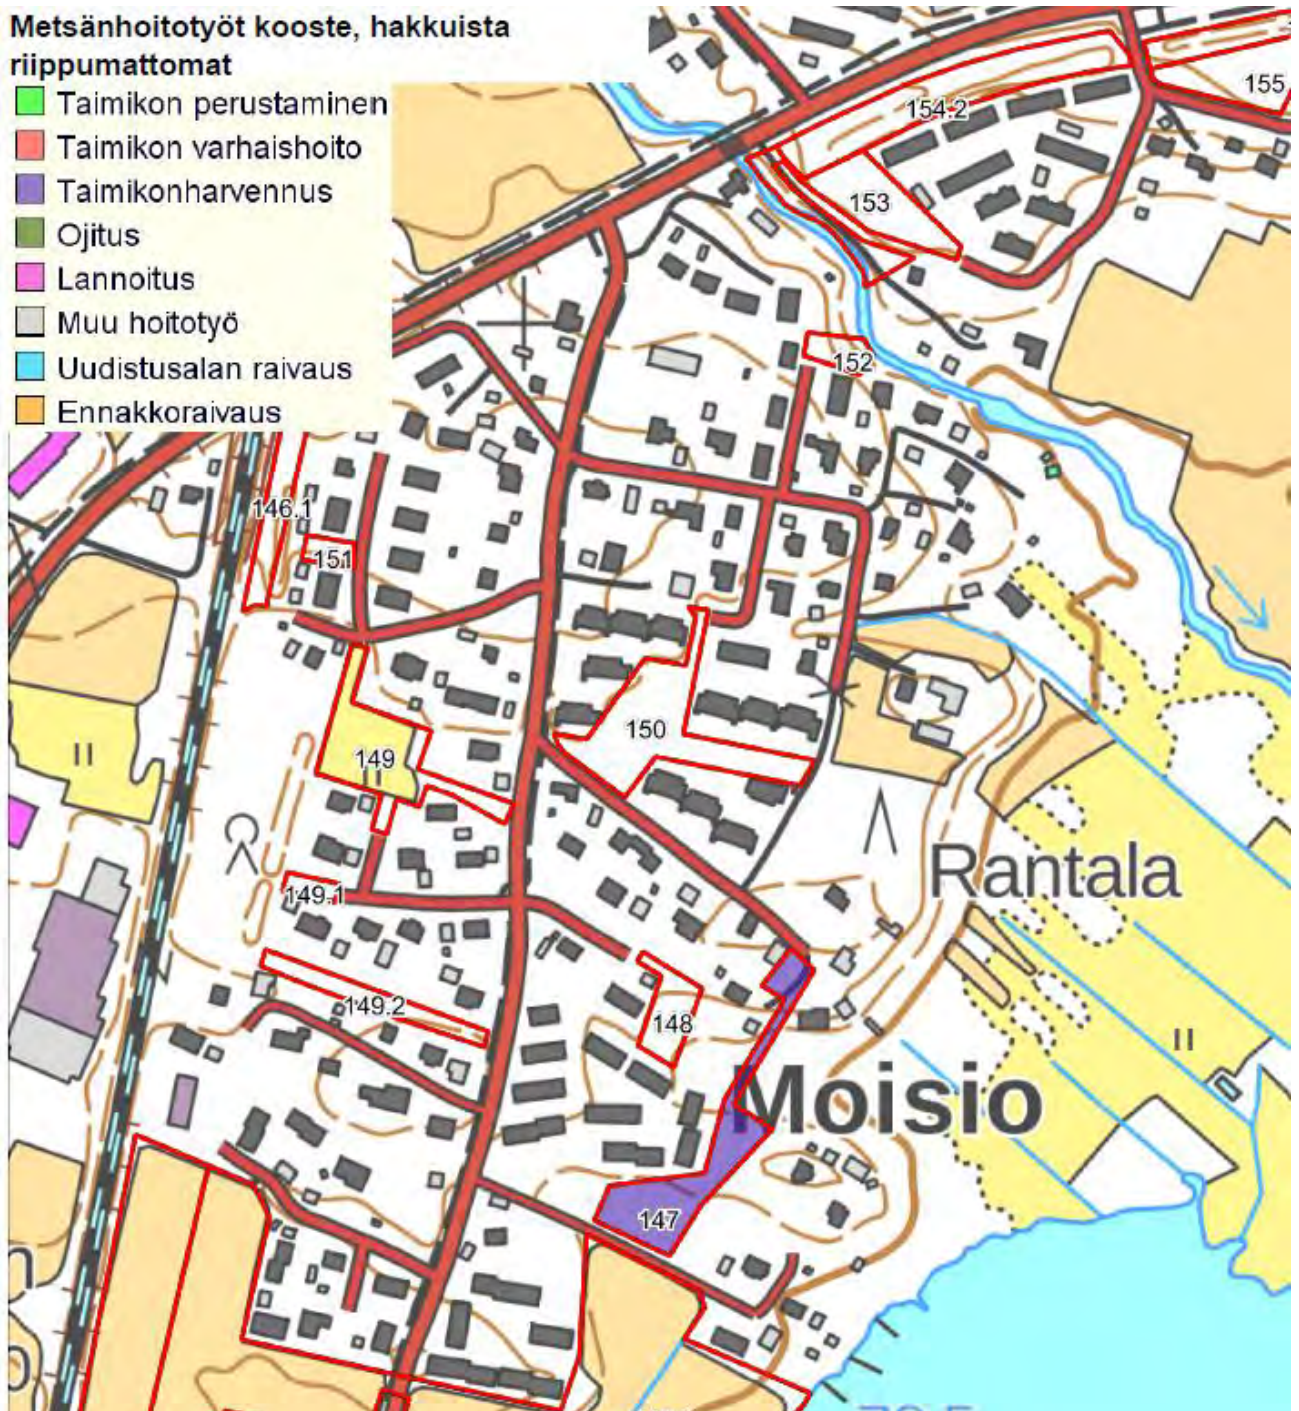 Metsänhoitotyöt kooste, hakkuista
riippumattomat
Taimikon perustaminen
Taimikon varhaishoito
Taimikonharvennus
Ojitus
Lannoitus
Muu hoitotyö
Uudistusalan raivaus
Ennakkoraivaus
155
154.2
153
152
146.1
151
150
149
Rantala
149.1
149.2
148
Moisio
147